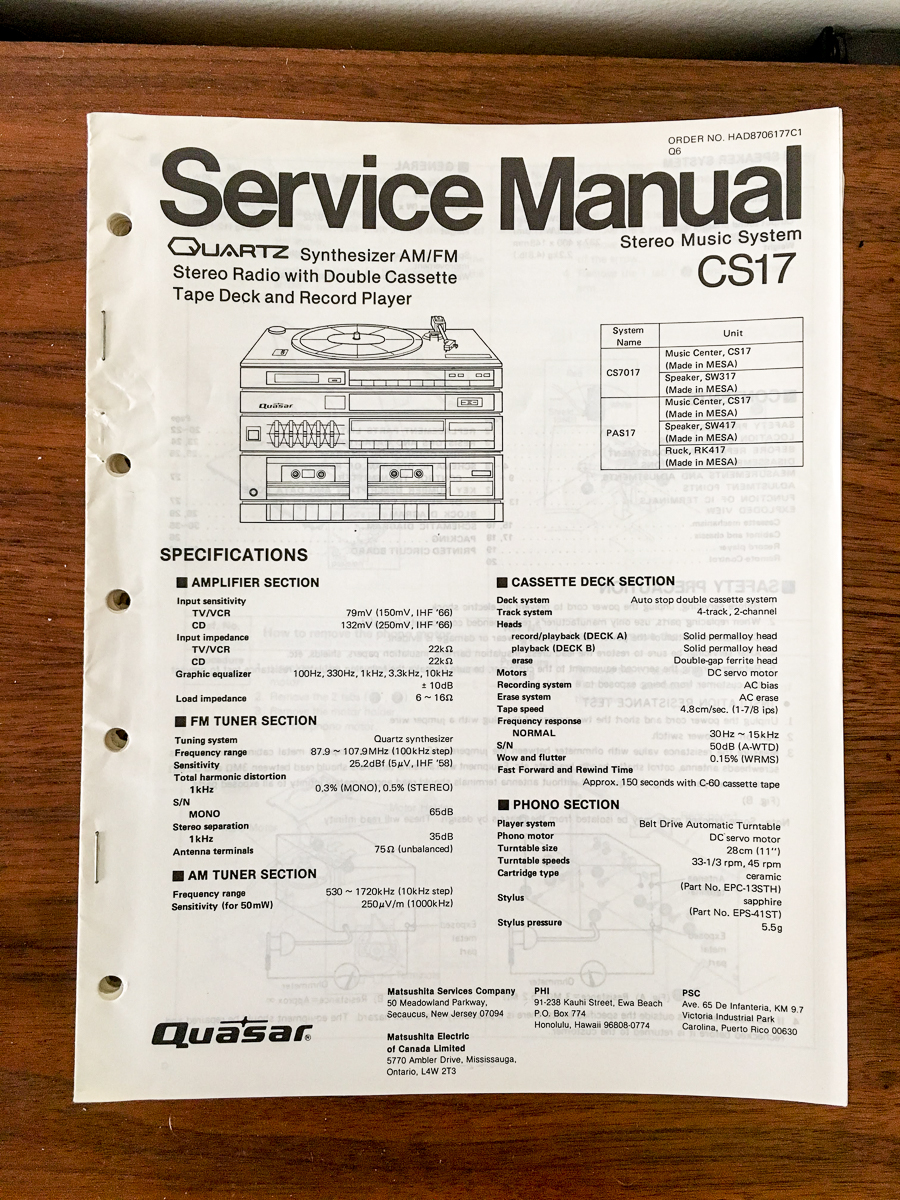 ORDER NO. HAD8706177C1
Q6
Service Manual
Stereo Music System
CS17
QUARTZ Synthesizer AM/FM
Stereo Radio with Double Cassette
Tape Deck and Record Player
Quasar
System Name Unit
CS7017
Music Center, CS17
(Made in MESA)
Speaker, SW317
(Made in MESA)
PAS17
Music Center, CS17
(Made in MESA)
Speaker, SW417
(Made in MESA)
Ruck, RK417
(Made in MESA)
SPECIFICATIONS
■ AMPLIFIER SECTION
Input sensitivity
TV/VCR 79mV (150mV, IHF '66)
CD 132mV (250mV, IHF '66)
Input impedance
TV/VCR 22kΩ
CD 22kΩ
Graphic equalizer 100Hz, 330Hz, 1kHz, 3.3kHz, 10kHz
± 10dB
Load impedance 6 ~ 16Ω
■ FM TUNER SECTION
Tuning system Quartz synthesizer
Frequency range 87.9 ~ 107.9MHz (100kHz step)
Sensitivity 25.2dBf (5μV, IHF '58)
Total harmonic distortion
1kHz 0.3% (MONO), 0.5% (STEREO)
S/N
MONO 65dB
Stereo separation
1kHz 35dB
Antenna terminals 75Ω (unbalanced)
■ AM TUNER SECTION
Frequency range 530 ~ 1720kHz (10kHz step)
Sensitivity (for 50mW) 250μV/m (1000kHz)
■ CASSETTE DECK SECTION
Deck system Auto stop double cassette system
Track system 4-track, 2-channel
Heads
record/playback (DECK A) Solid permalloy head
playback (DECK B) Solid permalloy head
erase Double-gap ferrite head
Motors DC servo motor
Recording system AC bias
Erase system AC erase
Tape speed 4.8cm/sec. (1-7/8 ips)
Frequency response
NORMAL 30Hz ~ 15kHz
S/N 50dB (A-WTD)
Wow and flutter 0.15% (WRMS)
Fast Forward and Rewind Time
Approx. 150 seconds with C-60 cassette tape
■ PHONO SECTION
Player system Belt Drive Automatic Turntable
Phono motor DC servo motor
Turntable size 28cm (11'')
Turntable speeds 33-1/3 rpm, 45 rpm
Cartridge type ceramic
(Part No. EPC-13STH)
Stylus sapphire
(Part No. EPS-41ST)
Stylus pressure 5.5g
Quasar®
Matsushita Services Company
50 Meadowland Parkway,
Secaucus, New Jersey 07094
Matsushita Electric
of Canada Limited
5770 Ambler Drive, Mississauga,
Ontario, L4W 2T3
PHI
91-238 Kauhi Street, Ewa Beach
P.O. Box 774
Honolulu, Hawaii 96808-0774
PSC
Ave. 65 De Infanteria, KM 9.7
Victoria Industrial Park
Carolina, Puerto Rico 00630